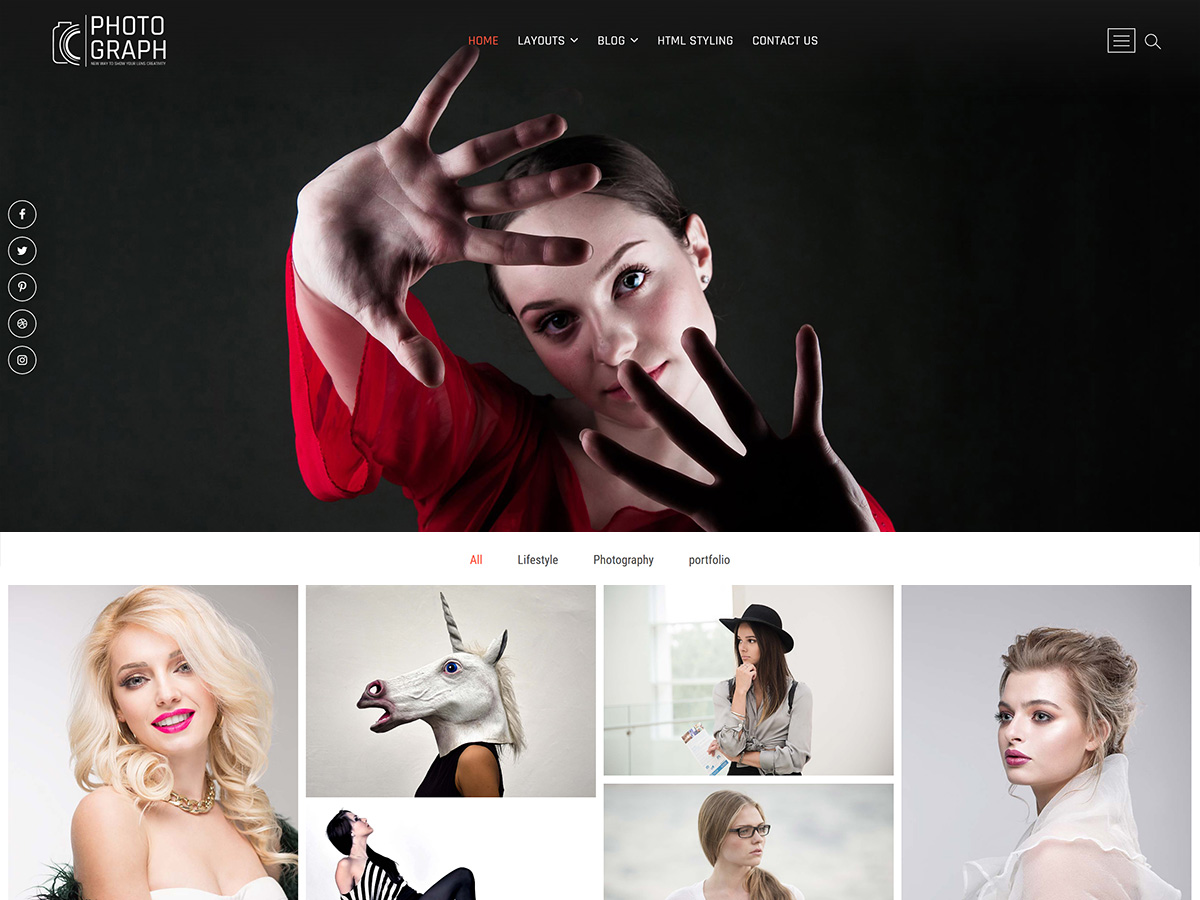 PHOTO
GRAPH
NEW WAY TO SHOW YOUR LENS CREATIVITY
HOME LAYOUTS BLOG HTML STYLING CONTACT US
All Lifestyle Photography portfolio